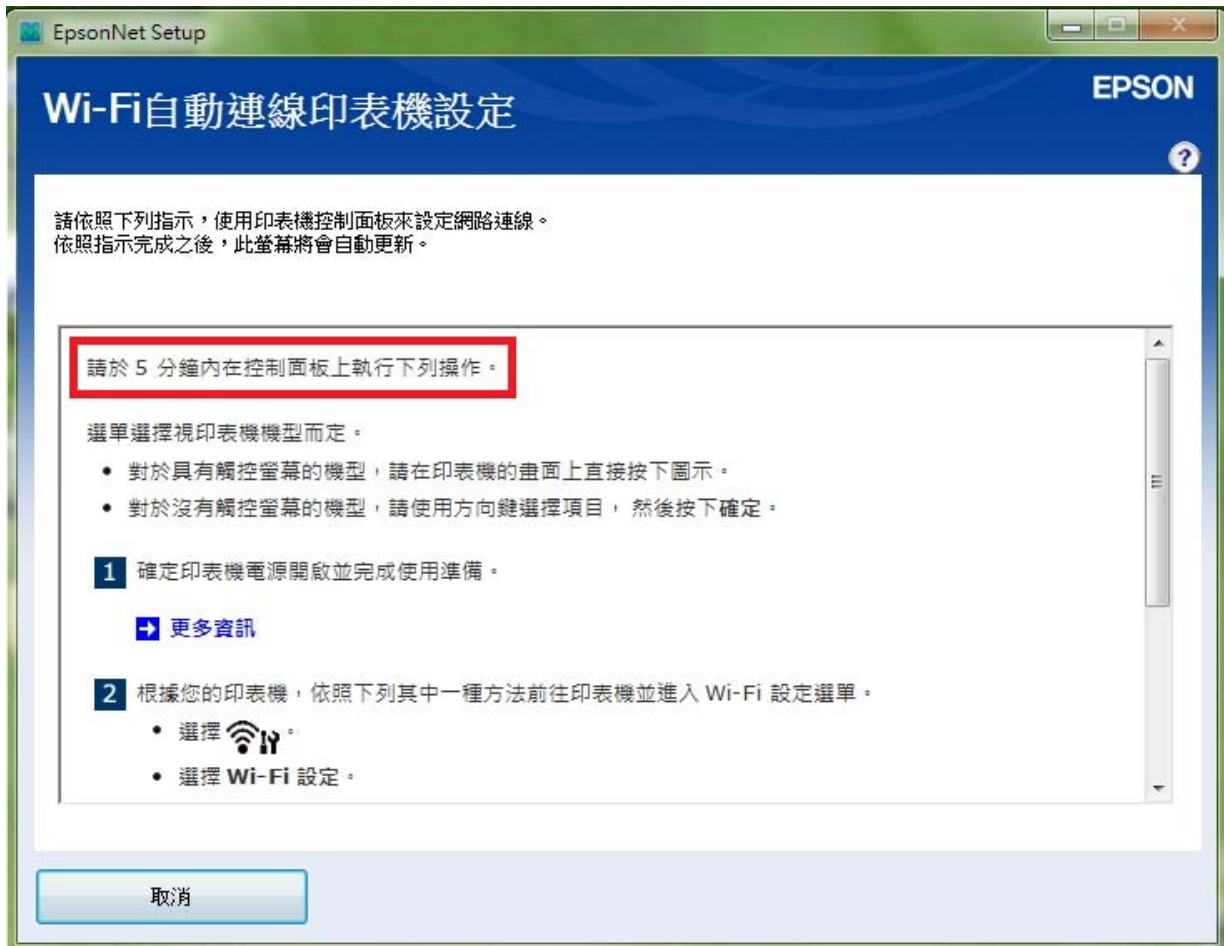 EpsonNet Setup
EPSON
Wi-Fi自動連線印表機設定
?
請依照下列指示，使用印表機控制面板來設定網路連線。
依照指示完成之後，此螢幕將會自動更新。
請於 5 分鐘內在控制面板上執行下列操作。
選單選擇視印表機機型而定。
• 對於具有觸控螢幕的機型，請在印表機的畫面上直接按下圖示。
• 對於沒有觸控螢幕的機型，請使用方向鍵選擇項目， 然後按下確定。
1 確定印表機電源開啟並完成使用準備。
更多資訊
2 根據您的印表機，依照下列其中一種方法前往印表機並進入 Wi-Fi 設定選單。
• 選擇 。
• 選擇 Wi-Fi 設定。
取消